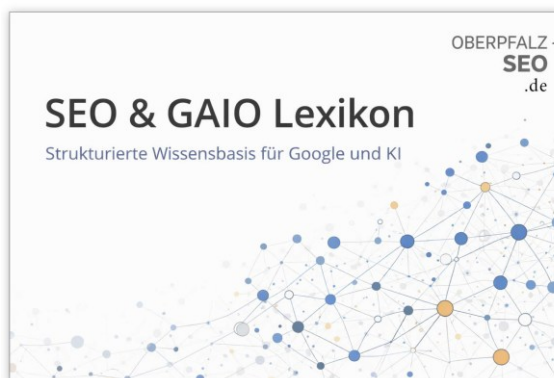 OBERPFALZ -
SEO
.de
SEO & GAIO Lexikon
Strukturierte Wissensbasis für Google und KI